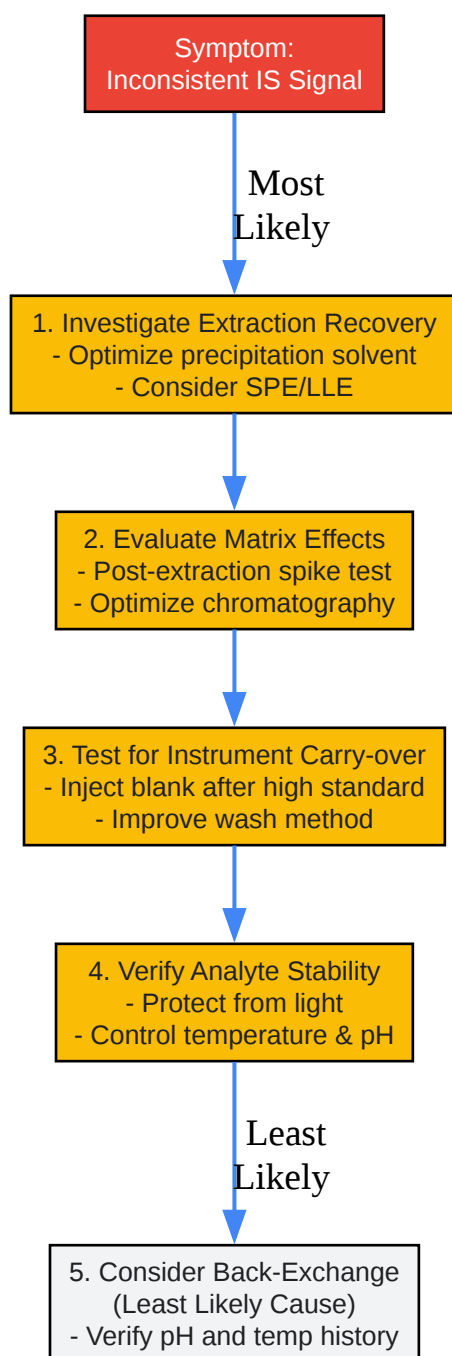 Symptom:
Inconsistent IS Signal
Most
Likely
1. Investigate Extraction Recovery
- Optimize precipitation solvent
- Consider SPE/LLE
2. Evaluate Matrix Effects
- Post-extraction spike test
- Optimize chromatography
3. Test for Instrument Carry-over
- Inject blank after high standard
- Improve wash method
4. Verify Analyte Stability
- Protect from light
- Control temperature & pH
Least
Likely
5. Consider Back-Exchange
(Least Likely Cause)
- Verify pH and temp history